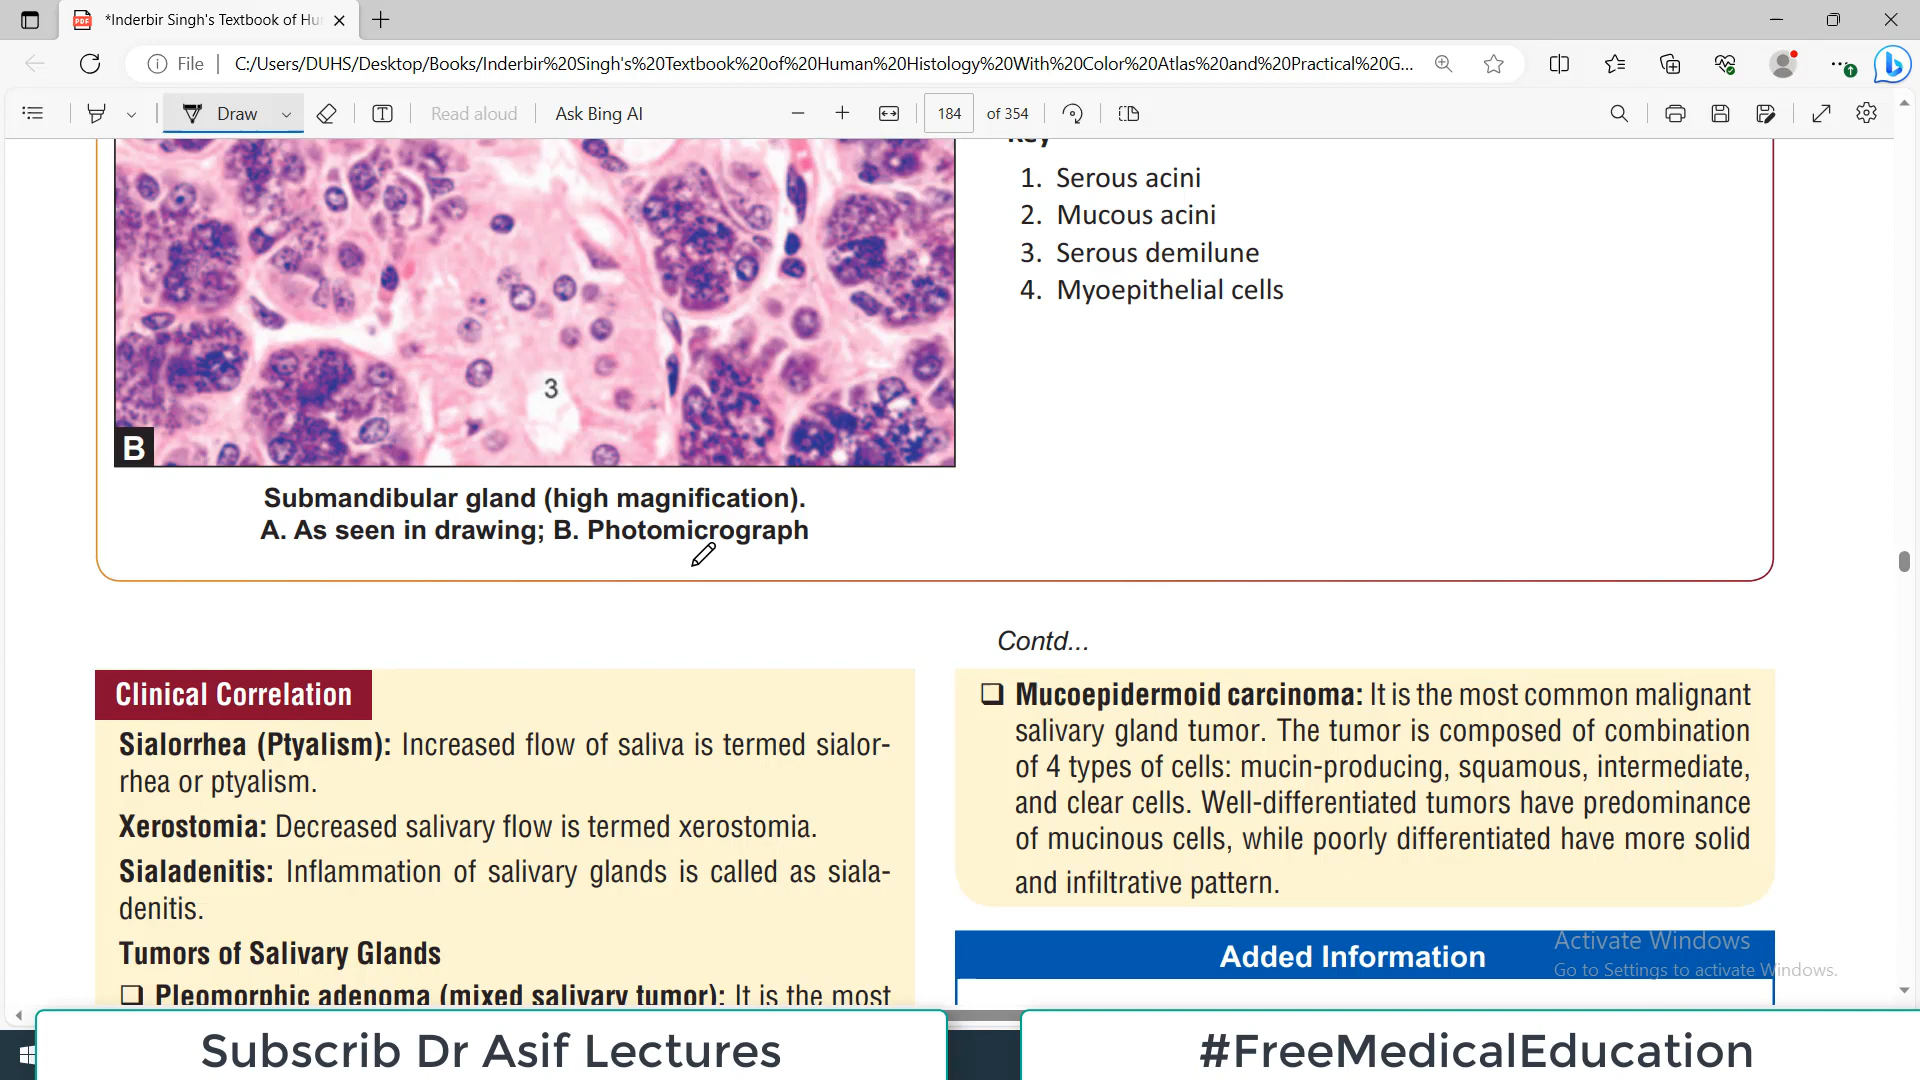 *Inderbir Singh's Textbook of Hu
File
C:/Users/DUHS/Desktop/Books/Inderbir%20Singh's%20Textbook%20of%20Human%20Histology%20With%20Color%20Atlas%20and%20Practical%20G...
Draw
Read aloud
Ask Bing AI
184 of 354
Key
1. Serous acini
2. Mucous acini
3. Serous demilune
4. Myoepithelial cells
3
B
Submandibular gland (high magnification).
A. As seen in drawing; B. Photomicrograph
Clinical Correlation
Sialorrhea (Ptyalism): Increased flow of saliva is termed sialor-
rhea or ptyalism.
Xerostomia: Decreased salivary flow is termed xerostomia.
Sialadenitis: Inflammation of salivary glands is called as siala-
denitis.
Tumors of Salivary Glands
❑ Pleomorphic adenoma (mixed salivary tumor): It is the most
Contd...
❑ Mucoepidermoid carcinoma: It is the most common malignant
salivary gland tumor. The tumor is composed of combination
of 4 types of cells: mucin-producing, squamous, intermediate,
and clear cells. Well-differentiated tumors have predominance
of mucinous cells, while poorly differentiated have more solid
and infiltrative pattern.
Added Information
Activate Windows
Go to Settings to activate Windows.
Subscrib Dr Asif Lectures
#FreeMedicalEducation